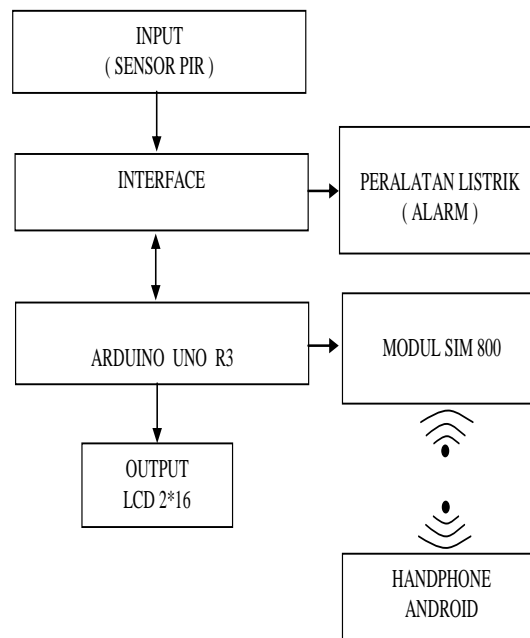 INPUT
( SENSOR PIR )
INTERFACE
PERALATAN LISTRIK
( ALARM )
ARDUINO UNO R3
MODUL SIM 800
OUTPUT
LCD 2*16
HANDPHONE
ANDROID